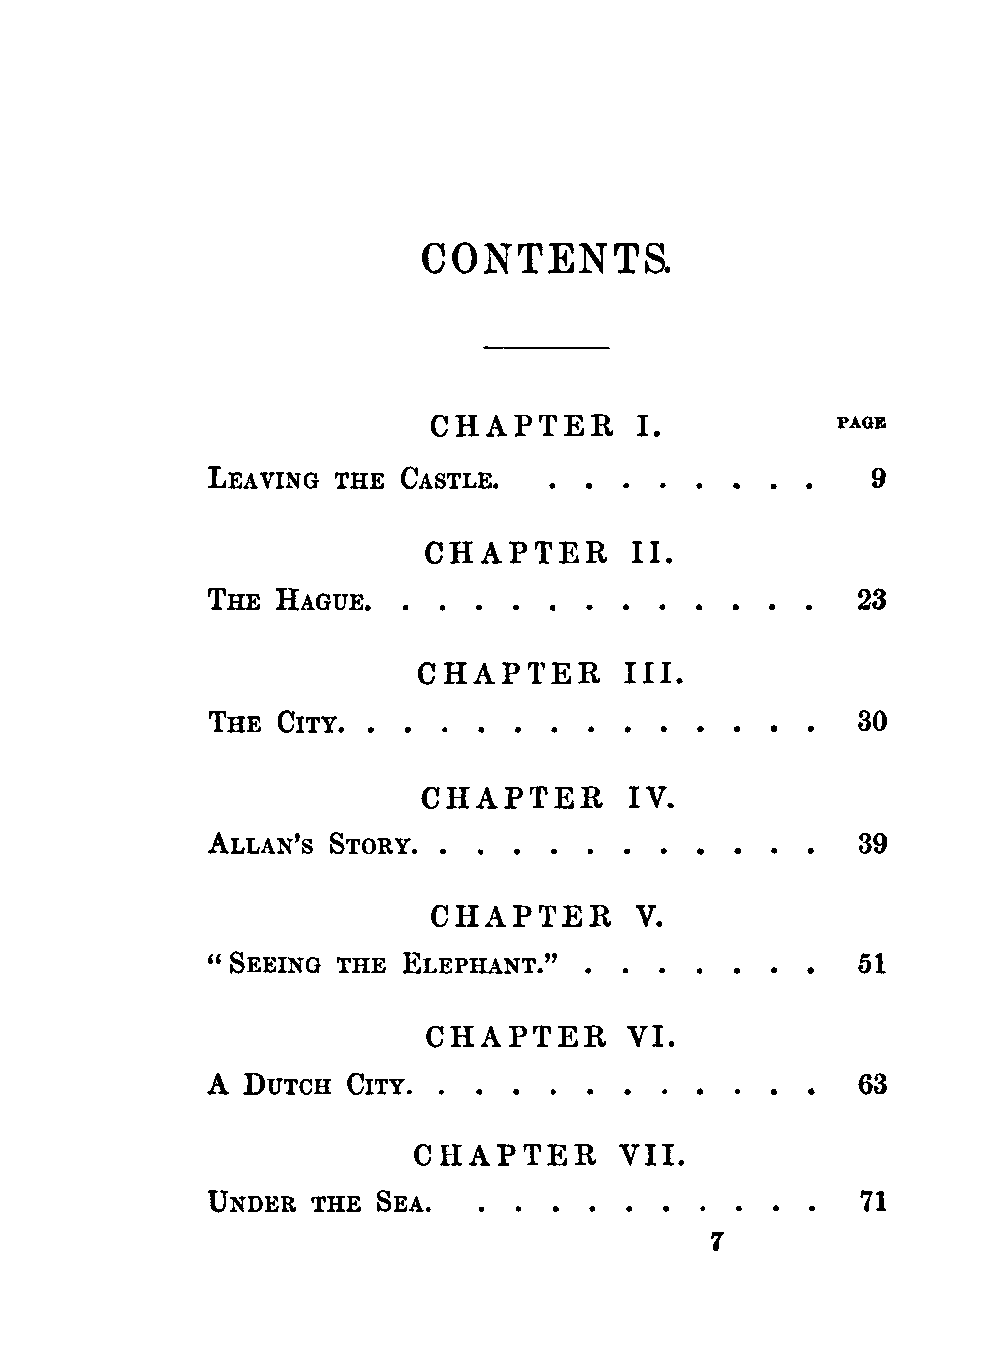 CONTENTS.
CHAPTER I. PAGE
LEAVING THE CASTLE. . . . . . . . . 9
CHAPTER II.
THE HAGUE. . . . . . . . . . . . . 23
CHAPTER III.
THE CITY. . . . . . . . . . . . . . 30
CHAPTER IV.
ALLAN'S STORY. . . . . . . . . . . . 39
CHAPTER V.
“SEEING THE ELEPHANT.” . . . . . . . 51
CHAPTER VI.
A DUTCH CITY. . . . . . . . . . . . 63
CHAPTER VII.
UNDER THE SEA. . . . . . . . . . . 71
7